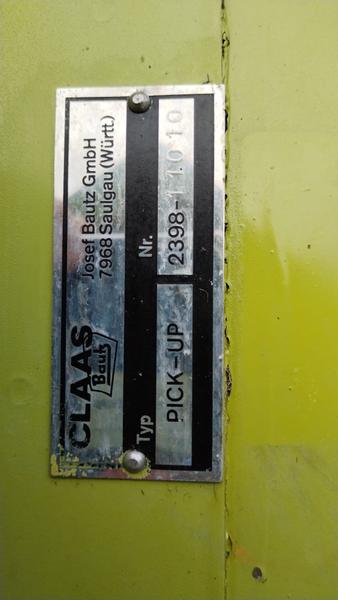 CLAAS
Bautz
Josef Bautz GmbH
7968 Saulgau (Württ.)
Typ
Nr.
PICK-UP
2398-11010